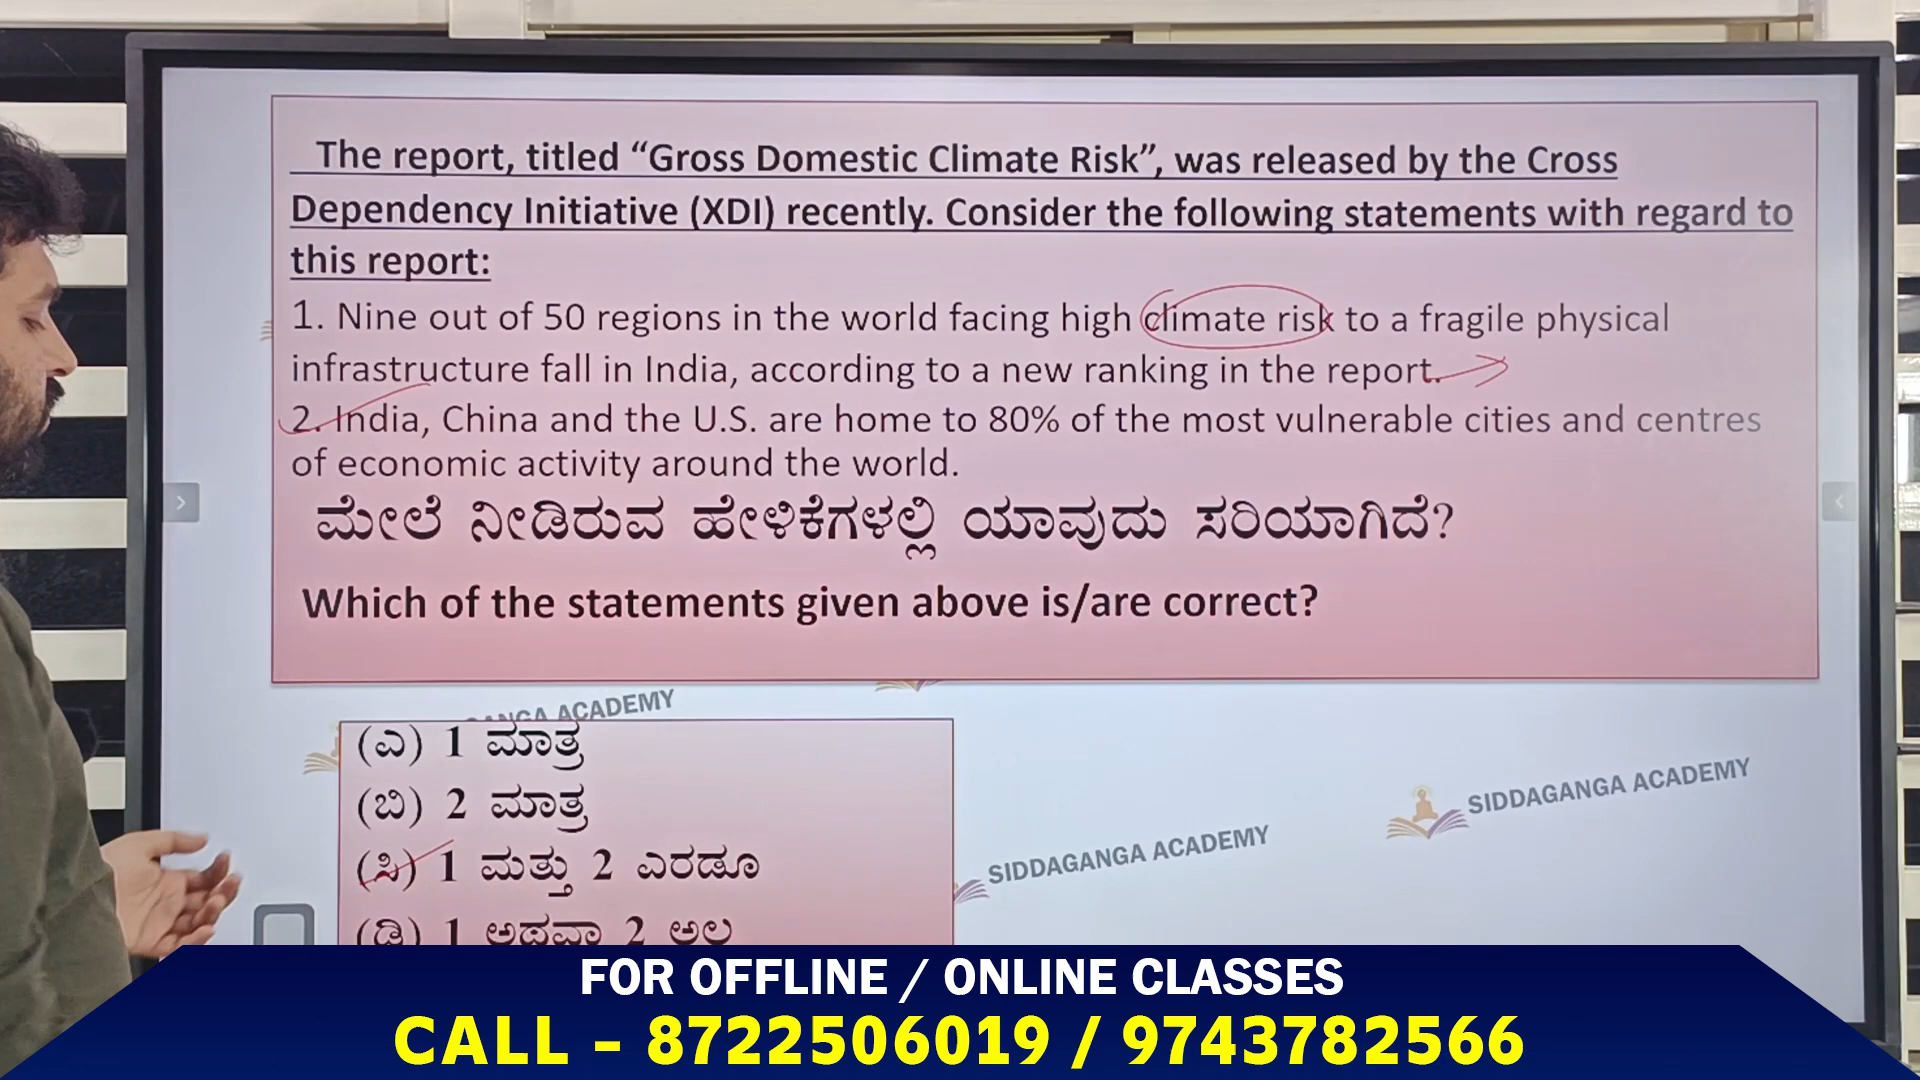 The report, titled “Gross Domestic Climate Risk”, was released by the Cross
Dependency Initiative (XDI) recently. Consider the following statements with regard to
this report:
1. Nine out of 50 regions in the world facing high climate risk to a fragile physical
infrastructure fall in India, according to a new ranking in the report.
2. India, China and the U.S. are home to 80% of the most vulnerable cities and centres
of economic activity around the world.
ಮೇಲೆ ನೀಡಿರುವ ಹೇಳಿಕೆಗಳಲ್ಲಿ ಯಾವುದು ಸರಿಯಾಗಿದೆ?
Which of the statements given above is/are correct?
ACADEMY
(ಎ) 1 ಮಾತ್ರ
(ಬಿ) 2 ಮಾತ್ರ
(ಸಿ) 1 ಮತ್ತು 2 ಎರಡೂ
(ಡಿ) 1 ಅಥವಾ 2 ಅಲ್ಲ
SIDDAGANGA ACADEMY
SIDDAGANGA ACADEMY
FOR OFFLINE / ONLINE CLASSES
CALL – 8722506019 / 9743782566